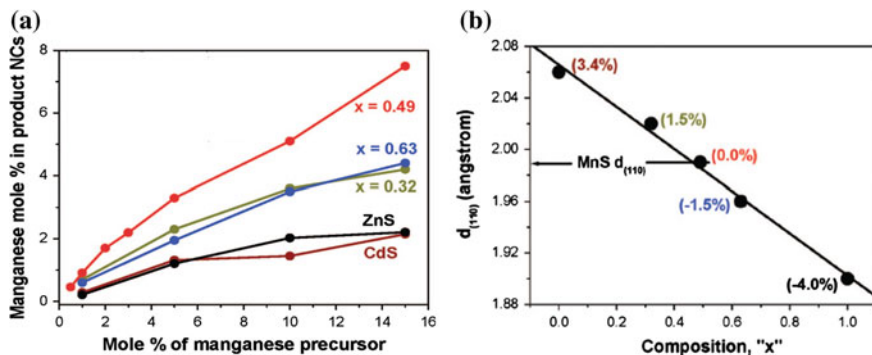 (a)
Manganese mole % in product NCs
8
6
4
2
0
x = 0.49
x = 0.63
x = 0.32
ZnS
CdS
0 2 4 6 8 10 12 14 16
Mole % of manganese precursor
(b)
d(110) (angstrom)
2.08
2.04
2.00
1.96
1.92
1.88
(3.4%)
(1.5%)
(0.0%)
MnS d(110)
(-1.5%)
(-4.0%)
0.0 0.2 0.4 0.6 0.8 1.0
Composition, "x"